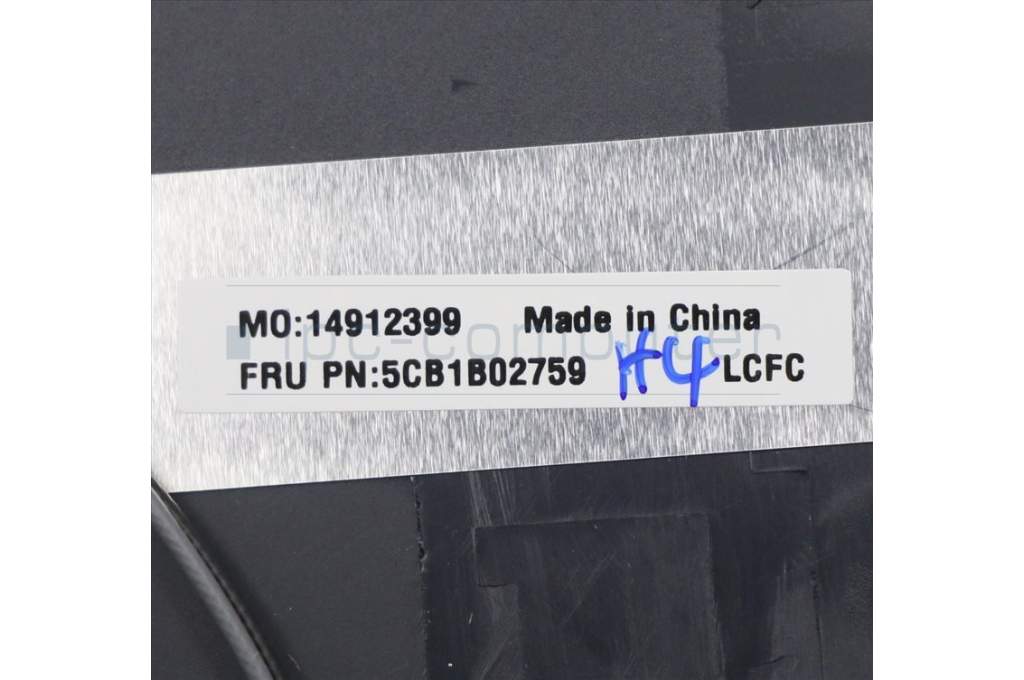 MO:14912399 Made in China
FRU PN:5CB1B02759 H4 LCFC
ipc-computer